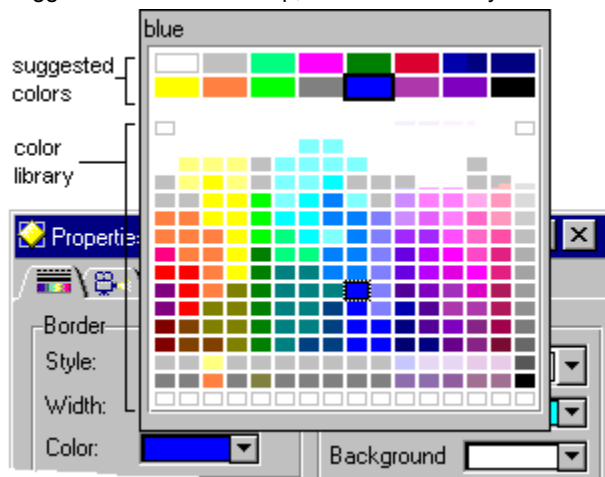 blue
suggested
colors
color
library
Propertie
Border
Style:
Width:
Color:
Background